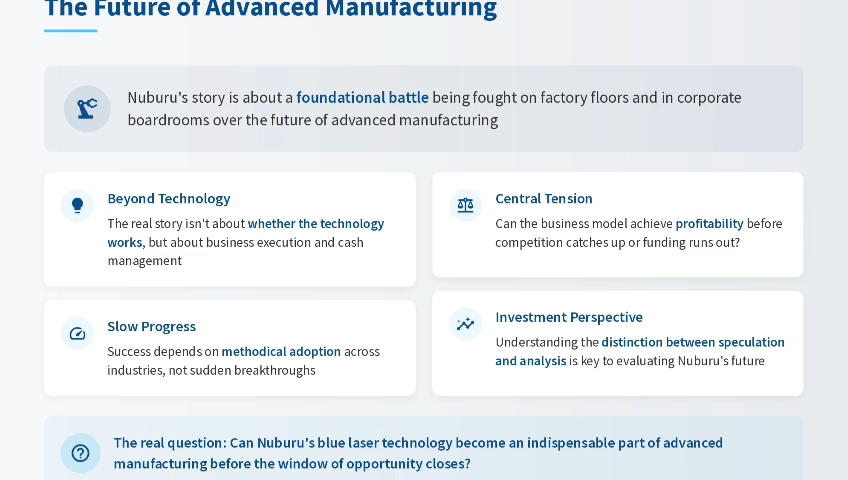 The Future of Advanced Manufacturing
Nuburu's story is about a foundational battle being fought on factory floors and in corporate
boardrooms over the future of advanced manufacturing
Beyond Technology
The real story isn't about whether the technology
works, but about business execution and cash
management
Central Tension
Can the business model achieve profitability before
competition catches up or funding runs out?
Slow Progress
Success depends on methodical adoption across
industries, not sudden breakthroughs
Investment Perspective
Understanding the distinction between speculation
and analysis is key to evaluating Nuburu's future
The real question: Can Nuburu's blue laser technology become an indispensable part of advanced
manufacturing before the window of opportunity closes?